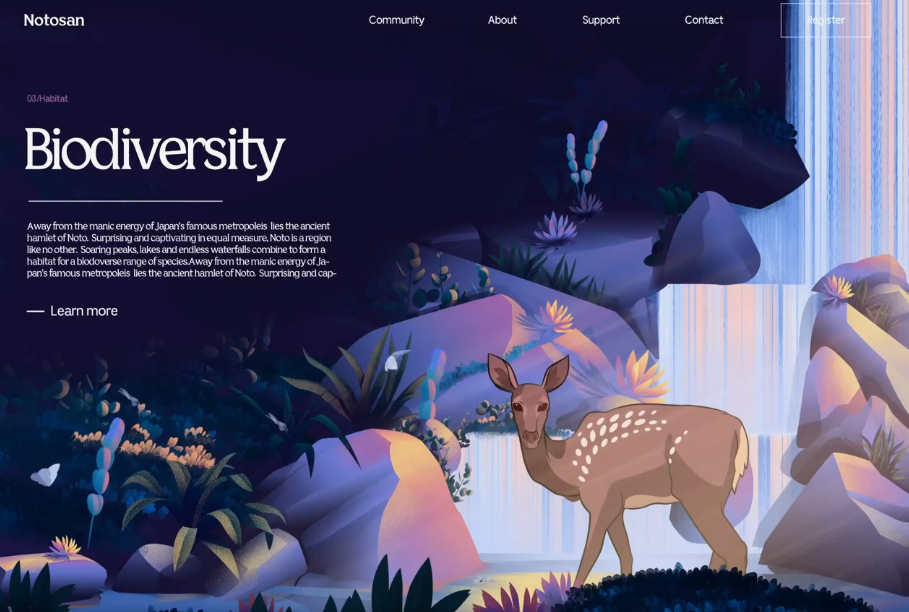 Notosan
Community
About
Support
Contact
Register
03/Habitat
Biodiversity
Away from the manic energy of Japan's famous metropoleis lies the ancient
hamlet of Noto. Surprising and captivating in equal measure, Noto is a region
like no other. Soaring peaks, lakes and endless waterfalls combine to form a
habitat for a biodoverse range of species.Away from the manic energy of Ja-
pan's famous metropoleis lies the ancient hamlet of Noto. Surprising and cap-
Learn more